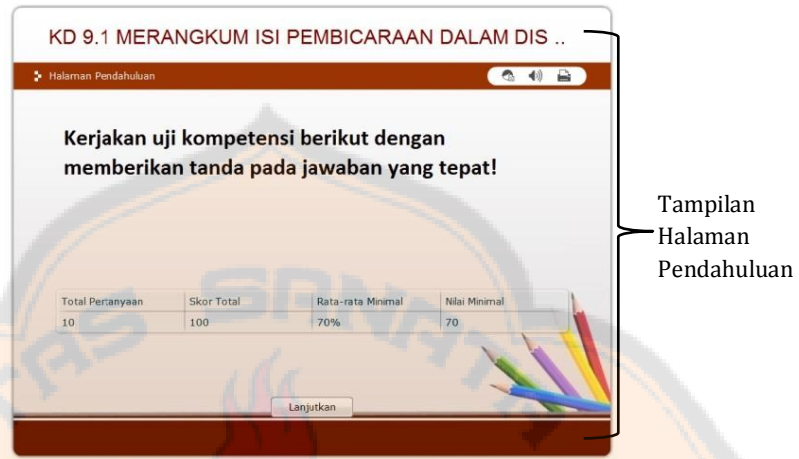 KD 9.1 MERANGKUM ISI PEMBICARAAN DALAM DIS ..
Halaman Pendahuluan
Kerjakan uji kompetensi berikut dengan
memberikan tanda pada jawaban yang tepat!
Total Pertanyaan Skor Total Rata-rata Minimal Nilai Minimal
10 100 70% 70
Lanjutkan
Tampilan
Halaman
Pendahuluan